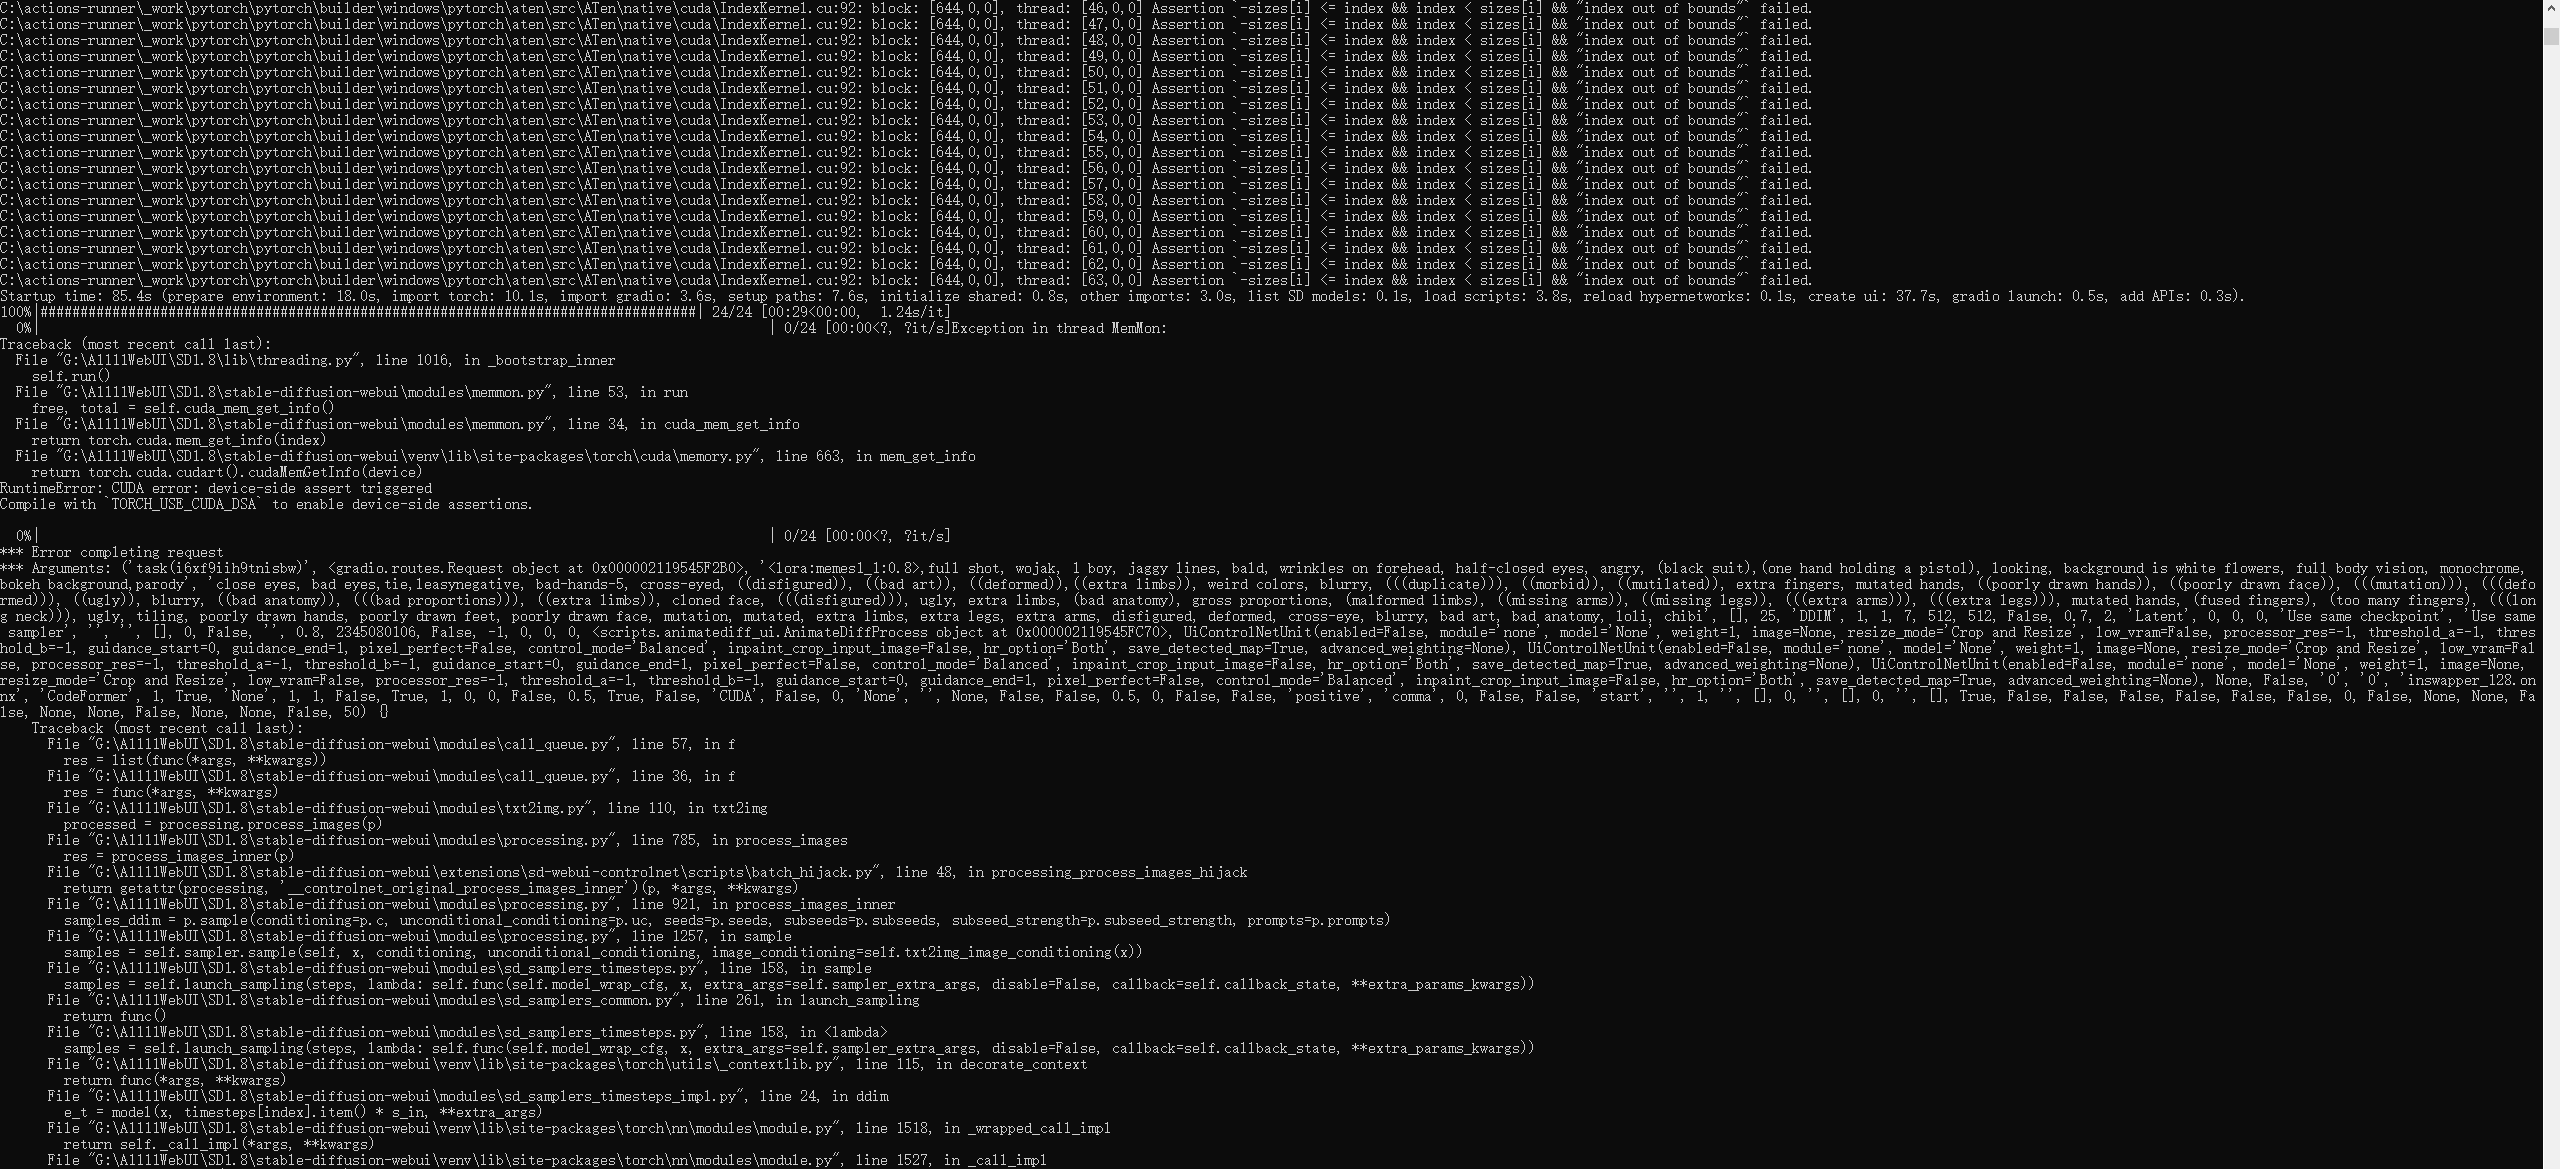 C:\actions-runner\_work\pytorch\pytorch\builder\windows\pytorch\aten\src\ATen\native\cuda\IndexKernel.cu:92: block: [644,0,0], thread: [46,0,0] Assertion `-sizes[i] <= index && index < sizes[i] && "index out of bounds"` failed.
C:\actions-runner\_work\pytorch\pytorch\builder\windows\pytorch\aten\src\ATen\native\cuda\IndexKernel.cu:92: block: [644,0,0], thread: [47,0,0] Assertion `-sizes[i] <= index && index < sizes[i] && "index out of bounds"` failed.
C:\actions-runner\_work\pytorch\pytorch\builder\windows\pytorch\aten\src\ATen\native\cuda\IndexKernel.cu:92: block: [644,0,0], thread: [48,0,0] Assertion `-sizes[i] <= index && index < sizes[i] && "index out of bounds"` failed.
C:\actions-runner\_work\pytorch\pytorch\builder\windows\pytorch\aten\src\ATen\native\cuda\IndexKernel.cu:92: block: [644,0,0], thread: [49,0,0] Assertion `-sizes[i] <= index && index < sizes[i] && "index out of bounds"` failed.
C:\actions-runner\_work\pytorch\pytorch\builder\windows\pytorch\aten\src\ATen\native\cuda\IndexKernel.cu:92: block: [644,0,0], thread: [50,0,0] Assertion `-sizes[i] <= index && index < sizes[i] && "index out of bounds"` failed.
C:\actions-runner\_work\pytorch\pytorch\builder\windows\pytorch\aten\src\ATen\native\cuda\IndexKernel.cu:92: block: [644,0,0], thread: [51,0,0] Assertion `-sizes[i] <= index && index < sizes[i] && "index out of bounds"` failed.
C:\actions-runner\_work\pytorch\pytorch\builder\windows\pytorch\aten\src\ATen\native\cuda\IndexKernel.cu:92: block: [644,0,0], thread: [52,0,0] Assertion `-sizes[i] <= index && index < sizes[i] && "index out of bounds"` failed.
C:\actions-runner\_work\pytorch\pytorch\builder\windows\pytorch\aten\src\ATen\native\cuda\IndexKernel.cu:92: block: [644,0,0], thread: [53,0,0] Assertion `-sizes[i] <= index && index < sizes[i] && "index out of bounds"` failed.
C:\actions-runner\_work\pytorch\pytorch\builder\windows\pytorch\aten\src\ATen\native\cuda\IndexKernel.cu:92: block: [644,0,0], thread: [54,0,0] Assertion `-sizes[i] <= index && index < sizes[i] && "index out of bounds"` failed.
C:\actions-runner\_work\pytorch\pytorch\builder\windows\pytorch\aten\src\ATen\native\cuda\IndexKernel.cu:92: block: [644,0,0], thread: [55,0,0] Assertion `-sizes[i] <= index && index < sizes[i] && "index out of bounds"` failed.
C:\actions-runner\_work\pytorch\pytorch\builder\windows\pytorch\aten\src\ATen\native\cuda\IndexKernel.cu:92: block: [644,0,0], thread: [56,0,0] Assertion `-sizes[i] <= index && index < sizes[i] && "index out of bounds"` failed.
C:\actions-runner\_work\pytorch\pytorch\builder\windows\pytorch\aten\src\ATen\native\cuda\IndexKernel.cu:92: block: [644,0,0], thread: [57,0,0] Assertion `-sizes[i] <= index && index < sizes[i] && "index out of bounds"` failed.
C:\actions-runner\_work\pytorch\pytorch\builder\windows\pytorch\aten\src\ATen\native\cuda\IndexKernel.cu:92: block: [644,0,0], thread: [58,0,0] Assertion `-sizes[i] <= index && index < sizes[i] && "index out of bounds"` failed.
C:\actions-runner\_work\pytorch\pytorch\builder\windows\pytorch\aten\src\ATen\native\cuda\IndexKernel.cu:92: block: [644,0,0], thread: [59,0,0] Assertion `-sizes[i] <= index && index < sizes[i] && "index out of bounds"` failed.
C:\actions-runner\_work\pytorch\pytorch\builder\windows\pytorch\aten\src\ATen\native\cuda\IndexKernel.cu:92: block: [644,0,0], thread: [60,0,0] Assertion `-sizes[i] <= index && index < sizes[i] && "index out of bounds"` failed.
C:\actions-runner\_work\pytorch\pytorch\builder\windows\pytorch\aten\src\ATen\native\cuda\IndexKernel.cu:92: block: [644,0,0], thread: [61,0,0] Assertion `-sizes[i] <= index && index < sizes[i] && "index out of bounds"` failed.
C:\actions-runner\_work\pytorch\pytorch\builder\windows\pytorch\aten\src\ATen\native\cuda\IndexKernel.cu:92: block: [644,0,0], thread: [62,0,0] Assertion `-sizes[i] <= index && index < sizes[i] && "index out of bounds"` failed.
C:\actions-runner\_work\pytorch\pytorch\builder\windows\pytorch\aten\src\ATen\native\cuda\IndexKernel.cu:92: block: [644,0,0], thread: [63,0,0] Assertion `-sizes[i] <= index && index < sizes[i] && "index out of bounds"` failed.
Startup time: 85.4s (prepare environment: 18.0s, import torch: 10.1s, import gradio: 3.6s, setup paths: 7.6s, initialize shared: 0.8s, other imports: 3.0s, list SD models: 0.1s, load scripts: 3.8s, reload hypernetworks: 0.1s, create ui: 37.7s, gradio launch: 0.5s, add APIs: 0.3s).
100%|##################################################################################| 24/24 [00:29<00:00,  1.24s/it]
0%| | 0/24 [00:00<?, ?it/s]Exception in thread MemMon:
Traceback (most recent call last):
File "G:\A1111WebUI\SD1.8\lib\threading.py", line 1016, in _bootstrap_inner
self.run()
File "G:\A1111WebUI\SD1.8\stable-diffusion-webui\modules\memmon.py", line 53, in run
free, total = self.cuda_mem_get_info()
File "G:\A1111WebUI\SD1.8\stable-diffusion-webui\modules\memmon.py", line 34, in cuda_mem_get_info
return torch.cuda.mem_get_info(index)
File "G:\A1111WebUI\SD1.8\stable-diffusion-webui\venv\lib\site-packages\torch\cuda\memory.py", line 663, in mem_get_info
return torch.cuda.cudart().cudaMemGetInfo(device)
RuntimeError: CUDA error: device-side assert triggered
Compile with `TORCH_USE_CUDA_DSA` to enable device-side assertions.
0%| | 0/24 [00:00<?, ?it/s]
*** Error completing request
*** Arguments: ('task(i6xf9iih9tnisbw)', <gradio.routes.Request object at 0x000002119545F2B0>, '<lora:memes1_1:0.8>,full shot, wojak, 1 boy, jaggy lines, bald, wrinkles on forehead, half-closed eyes, angry, (black suit),(one hand holding a pistol), looking, background is white flowers, full body vision, monochrome,
bokeh background,parody', 'close eyes, bad eyes,tie,leasynegative, bad-hands-5, cross-eyed, ((disfigured)), ((bad art)), ((deformed)),((extra limbs)), weird colors, blurry, (((duplicate))), ((morbid)), ((mutilated)), extra fingers, mutated hands, ((poorly drawn hands)), ((poorly drawn face)), (((mutation))), (((defo
rmed))), ((ugly)), blurry, ((bad anatomy)), (((bad proportions))), ((extra limbs)), cloned face, (((disfigured))), ugly, extra limbs, (bad anatomy), gross proportions, (malformed limbs), ((missing arms)), ((missing legs)), (((extra arms))), (((extra legs))), mutated hands, (fused fingers), (too many fingers), (((lon
g neck))), ugly, tiling, poorly drawn hands, poorly drawn feet, poorly drawn face, mutation, mutated, extra limbs, extra legs, extra arms, disfigured, deformed, cross-eye, blurry, bad art, bad anatomy, loli, chibi', [], 25, 'DDIM', 1, 1, 7, 512, 512, False, 0.7, 2, 'Latent', 0, 0, 0, 'Use same checkpoint', 'Use same
sampler', '', '', [], 0, False, '', 0.8, 2345080106, False, -1, 0, 0, 0, <scripts.animatediff_ui.AnimateDiffProcess object at 0x000002119545FC70>, UiControlNetUnit(enabled=False, module='none', model='None', weight=1, image=None, resize_mode='Crop and Resize', low_vram=False, processor_res=-1, threshold_a=-1, thres
hold_b=-1, guidance_start=0, guidance_end=1, pixel_perfect=False, control_mode='Balanced', inpaint_crop_input_image=False, hr_option='Both', save_detected_map=True, advanced_weighting=None), UiControlNetUnit(enabled=False, module='none', model='None', weight=1, image=None, resize_mode='Crop and Resize', low_vram=Fal
se, processor_res=-1, threshold_a=-1, threshold_b=-1, guidance_start=0, guidance_end=1, pixel_perfect=False, control_mode='Balanced', inpaint_crop_input_image=False, hr_option='Both', save_detected_map=True, advanced_weighting=None), UiControlNetUnit(enabled=False, module='none', model='None', weight=1, image=None,
resize_mode='Crop and Resize', low_vram=False, processor_res=-1, threshold_a=-1, threshold_b=-1, guidance_start=0, guidance_end=1, pixel_perfect=False, control_mode='Balanced', inpaint_crop_input_image=False, hr_option='Both', save_detected_map=True, advanced_weighting=None), None, False, '0', '0', 'inswapper_128.on
nx', 'CodeFormer', 1, True, 'None', 1, 1, False, True, 1, 0, 0, False, 0.5, True, False, 'CUDA', False, 0, 'None', '', None, False, False, 0.5, 0, False, False, 'positive', 'comma', 0, False, False, 'start', '', 1, '', [], 0, '', [], 0, '', [], True, False, False, False, False, False, False, 0, False, None, None, Fa
lse, None, None, False, None, None, False, 50) {}
Traceback (most recent call last):
File "G:\A1111WebUI\SD1.8\stable-diffusion-webui\modules\call_queue.py", line 57, in f
res = list(func(*args, **kwargs))
File "G:\A1111WebUI\SD1.8\stable-diffusion-webui\modules\call_queue.py", line 36, in f
res = func(*args, **kwargs)
File "G:\A1111WebUI\SD1.8\stable-diffusion-webui\modules\txt2img.py", line 110, in txt2img
processed = processing.process_images(p)
File "G:\A1111WebUI\SD1.8\stable-diffusion-webui\modules\processing.py", line 785, in process_images
res = process_images_inner(p)
File "G:\A1111WebUI\SD1.8\stable-diffusion-webui\extensions\sd-webui-controlnet\scripts\batch_hijack.py", line 48, in processing_process_images_hijack
return getattr(processing, '__controlnet_original_process_images_inner')(p, *args, **kwargs)
File "G:\A1111WebUI\SD1.8\stable-diffusion-webui\modules\processing.py", line 921, in process_images_inner
samples_ddim = p.sample(conditioning=p.c, unconditional_conditioning=p.uc, seeds=p.seeds, subseeds=p.subseeds, subseed_strength=p.subseed_strength, prompts=p.prompts)
File "G:\A1111WebUI\SD1.8\stable-diffusion-webui\modules\processing.py", line 1257, in sample
samples = self.sampler.sample(self, x, conditioning, unconditional_conditioning, image_conditioning=self.txt2img_image_conditioning(x))
File "G:\A1111WebUI\SD1.8\stable-diffusion-webui\modules\sd_samplers_timesteps.py", line 158, in sample
samples = self.launch_sampling(steps, lambda: self.func(self.model_wrap_cfg, x, extra_args=self.sampler_extra_args, disable=False, callback=self.callback_state, **extra_params_kwargs))
File "G:\A1111WebUI\SD1.8\stable-diffusion-webui\modules\sd_samplers_common.py", line 261, in launch_sampling
return func()
File "G:\A1111WebUI\SD1.8\stable-diffusion-webui\modules\sd_samplers_timesteps.py", line 158, in <lambda>
samples = self.launch_sampling(steps, lambda: self.func(self.model_wrap_cfg, x, extra_args=self.sampler_extra_args, disable=False, callback=self.callback_state, **extra_params_kwargs))
File "G:\A1111WebUI\SD1.8\stable-diffusion-webui\venv\lib\site-packages\torch\utils\_contextlib.py", line 115, in decorate_context
return func(*args, **kwargs)
File "G:\A1111WebUI\SD1.8\stable-diffusion-webui\modules\sd_samplers_timesteps_impl.py", line 24, in ddim
e_t = model(x, timesteps[index].item() * s_in, **extra_args)
File "G:\A1111WebUI\SD1.8\stable-diffusion-webui\venv\lib\site-packages\torch\nn\modules\module.py", line 1518, in _wrapped_call_impl
return self._call_impl(*args, **kwargs)
File "G:\A1111WebUI\SD1.8\stable-diffusion-webui\venv\lib\site-packages\torch\nn\modules\module.py", line 1527, in _call_impl